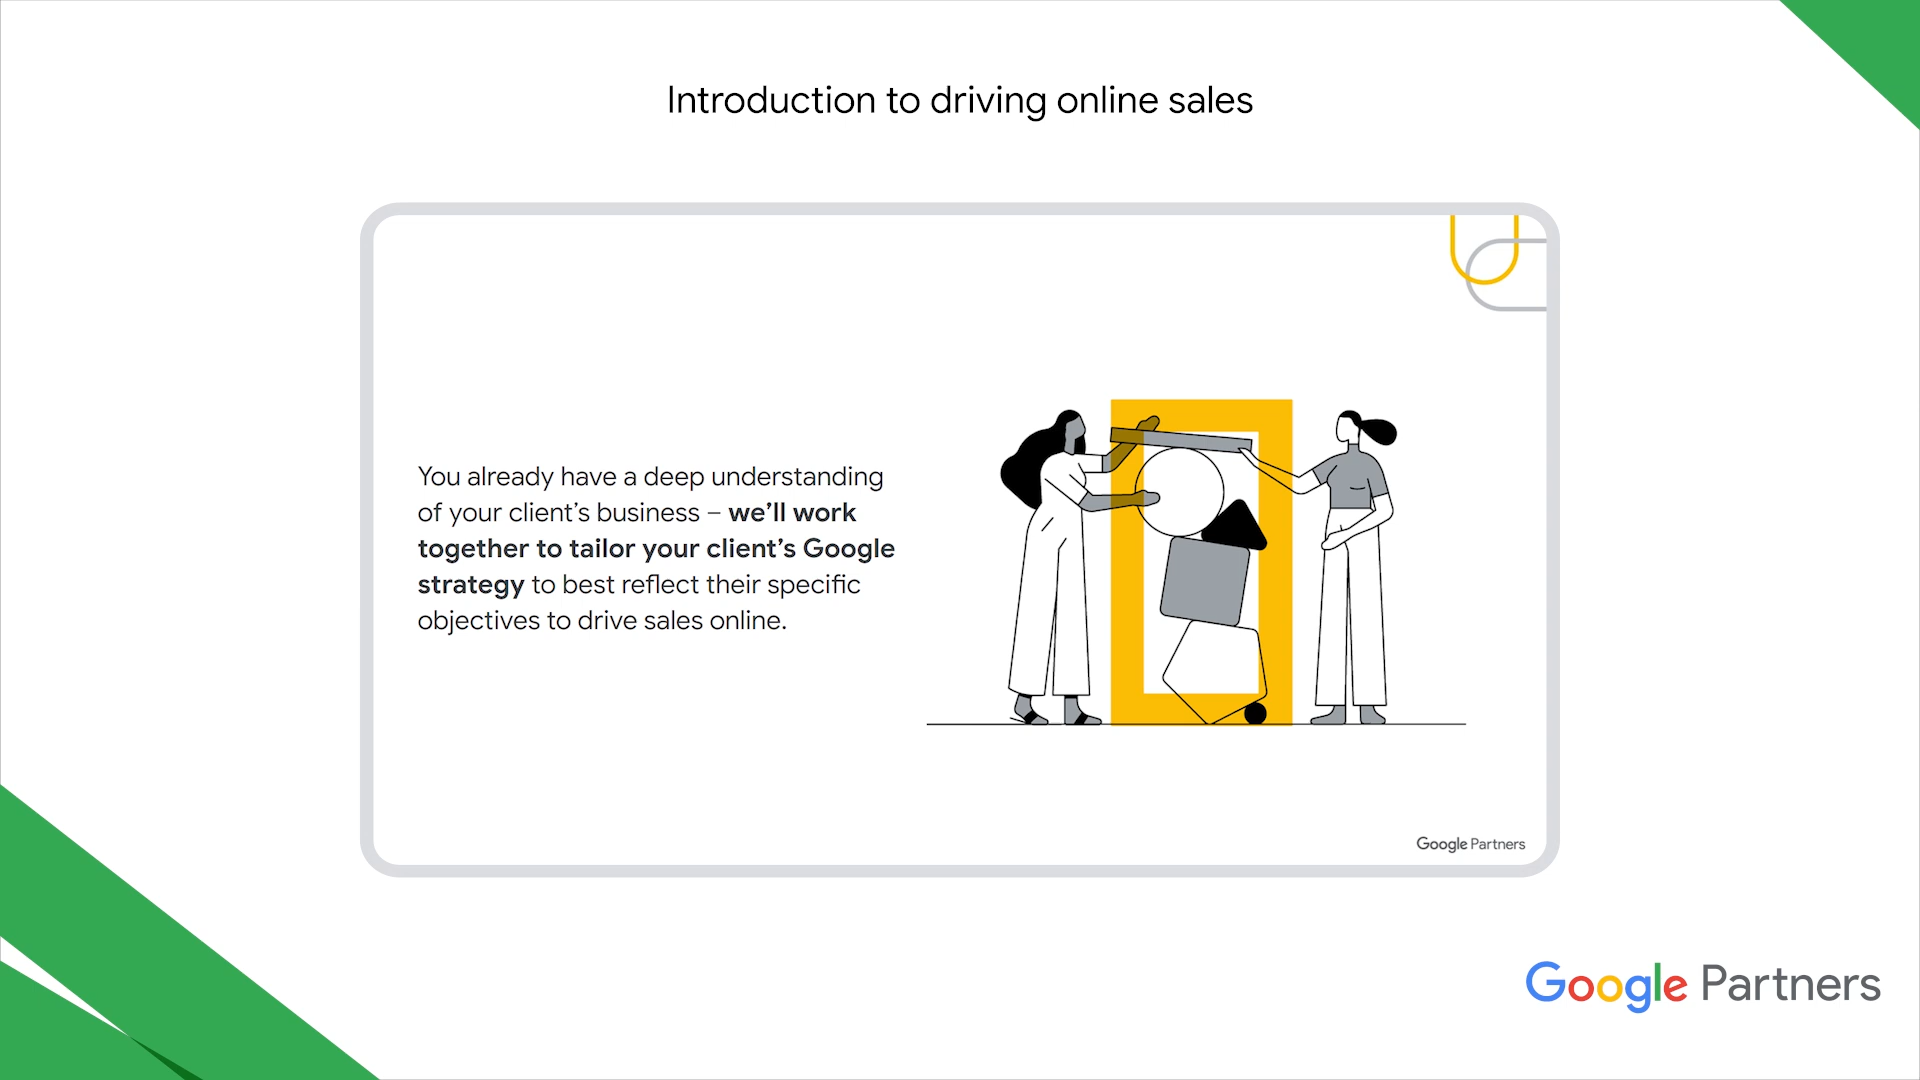 Introduction to driving online sales
You already have a deep understanding
of your client’s business – we’ll work
together to tailor your client’s Google
strategy to best reflect their specific
objectives to drive sales online.
Google Partners
Google Partners